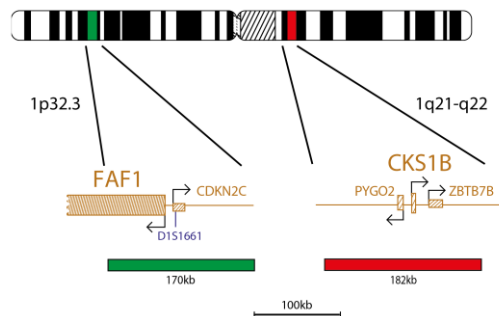 1p32.3
1q21-q22
FAF1
CDKN2C
D1S1661
CKS1B
PYGO2
ZBTB7B
170kb
182kb
100kb